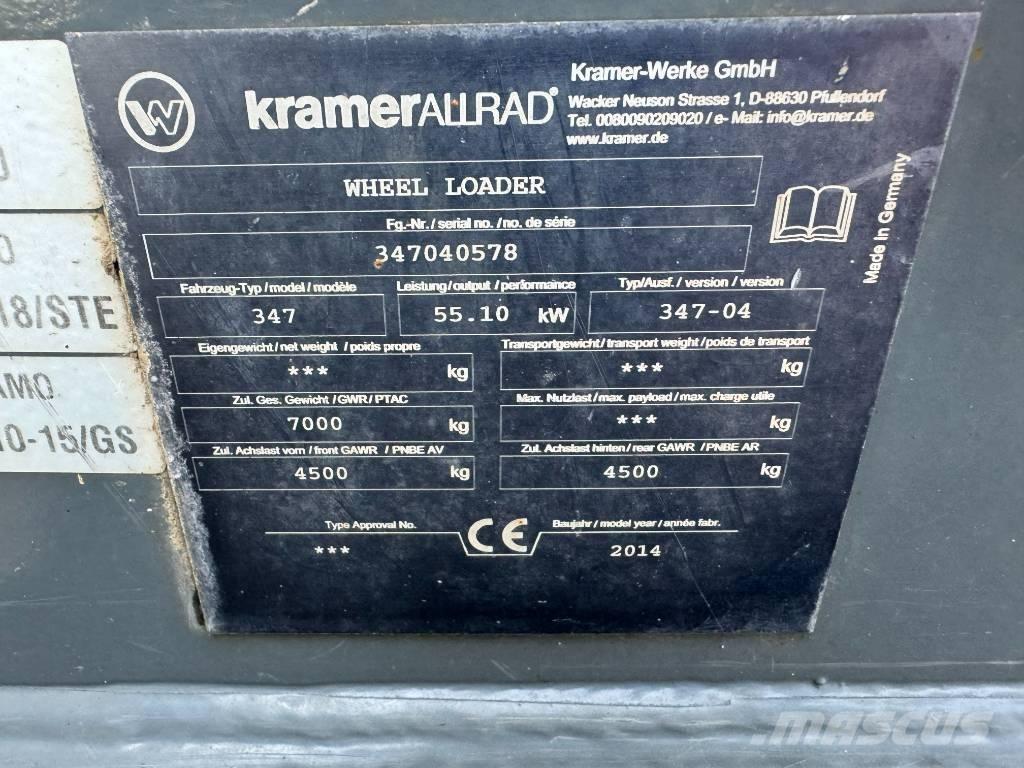 W
kramerALLRAD
Kramer-Werke GmbH
Wacker Neuson Strasse 1, D-88630 Pfullendorf
Tel. 0080090209020 / e- Mail: info@kramer.de
www.kramer.de
WHEEL LOADER
Fg.-Nr. / serial no. / no. de série
347040578
Made in Germany
Fahrzeug-Typ / model / modèle
Leistung / output / performance
Typ/Ausf. / version / version
347
55.10 kW
347-04
Eigengewicht / net weight / poids propre
Transportgewicht / transport weight / poids de transport
*** kg
*** kg
Zul. Ges. Gewicht / GWR / PTAC
Max. Nutzlast / max. payload / max. charge utile
7000 kg
*** kg
Zul. Achslast vorn / front GAWR / PNBE AV
Zul. Achslast hinten / rear GAWR / PNBE AR
4500 kg
4500 kg
Type Approval No.
CE
Baujahr / model year / année fabr.
***
2014
18/STE
AMO
10-15/GS
MASCUS